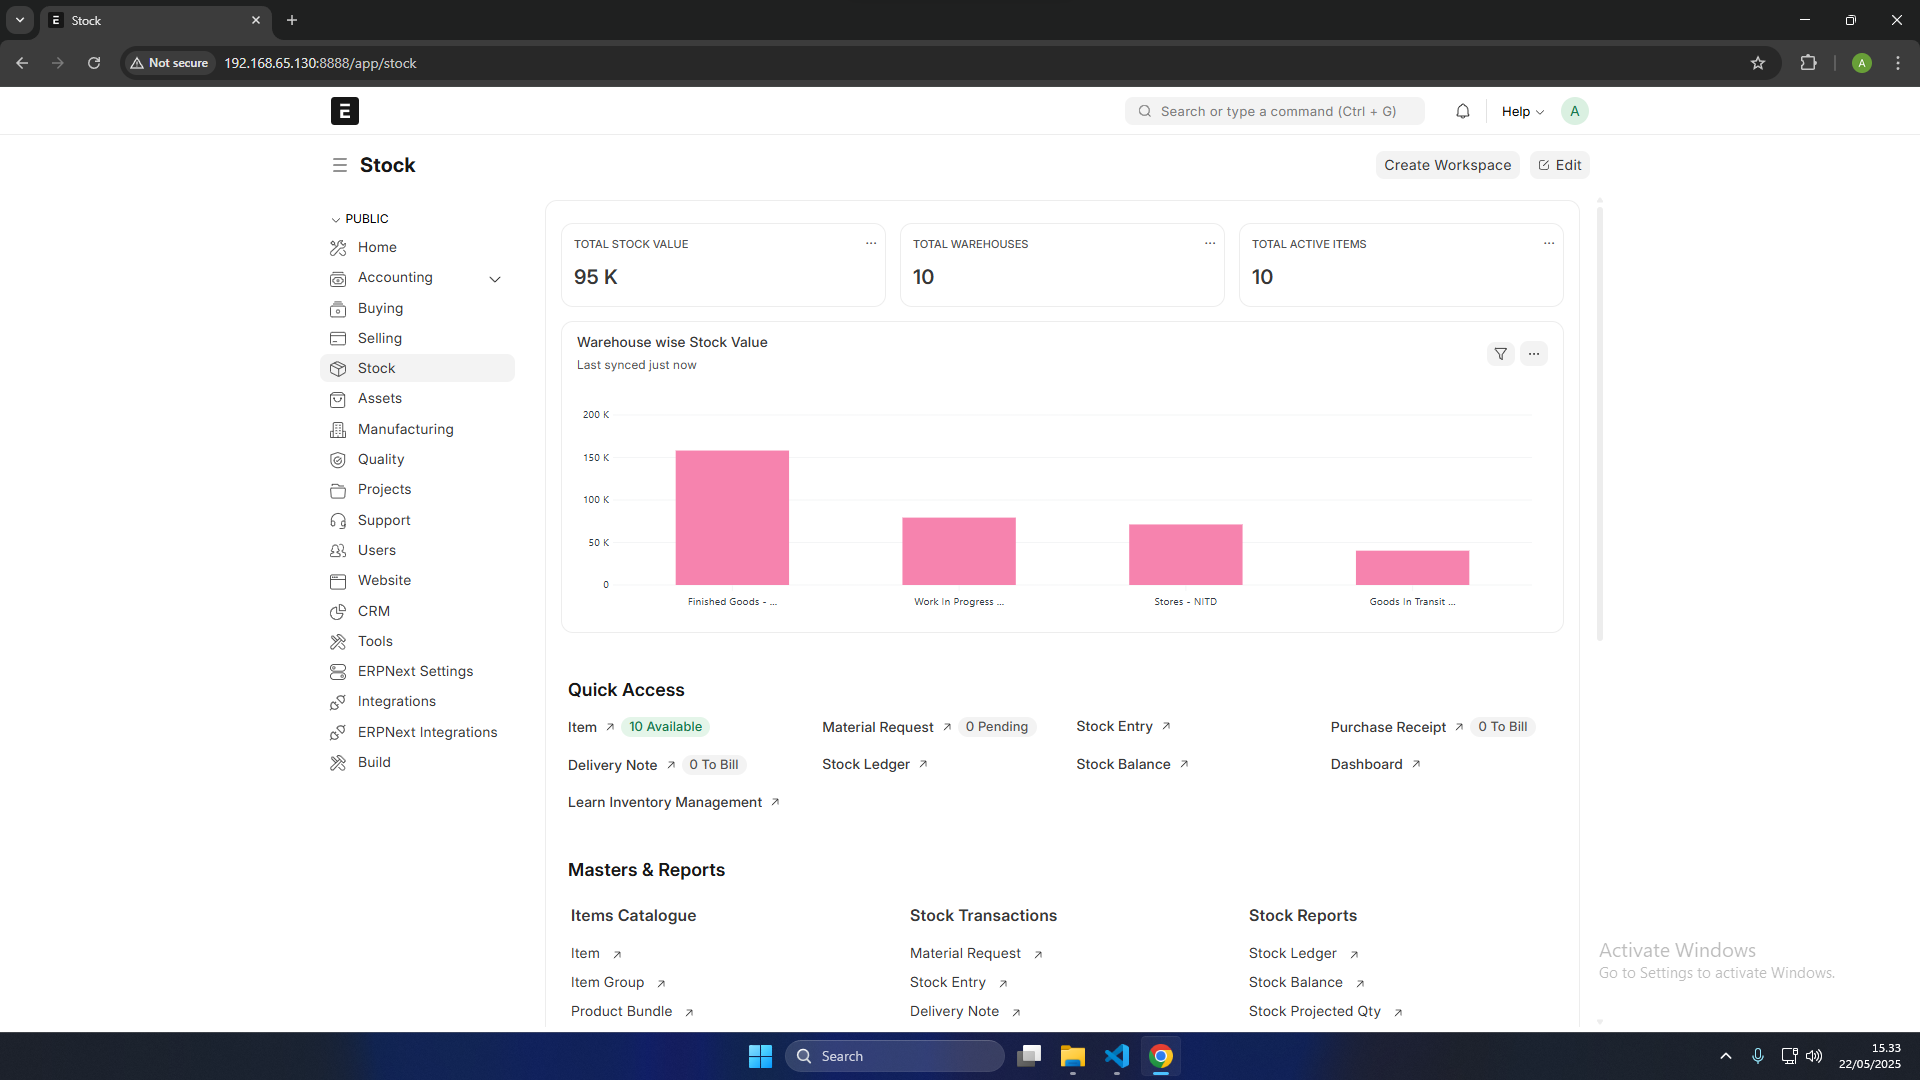 Stock
Not secure
192.168.65.130:8888/app/stock
A
E
Search or type a command (Ctrl + G)
Help
A
Stock
Create Workspace
Edit
PUBLIC
Home
Accounting
Buying
Selling
Stock
Assets
Manufacturing
Quality
Projects
Support
Users
Website
CRM
Tools
ERPNext Settings
Integrations
ERPNext Integrations
Build
TOTAL STOCK VALUE
95 K
TOTAL WAREHOUSES
10
TOTAL ACTIVE ITEMS
10
Warehouse wise Stock Value
Last synced just now
200 K
150 K
100 K
50 K
0
Finished Goods - ...
Work In Progress ...
Stores - NITD
Goods In Transit ...
Quick Access
Item 10 Available
Material Request 0 Pending
Stock Entry
Purchase Receipt 0 To Bill
Delivery Note 0 To Bill
Stock Ledger
Stock Balance
Dashboard
Learn Inventory Management
Masters & Reports
Items Catalogue
Item
Item Group
Product Bundle
Stock Transactions
Material Request
Stock Entry
Delivery Note
Stock Reports
Stock Ledger
Stock Balance
Stock Projected Qty
Activate Windows
Go to Settings to activate Windows.
Search
15.33
22/05/2025